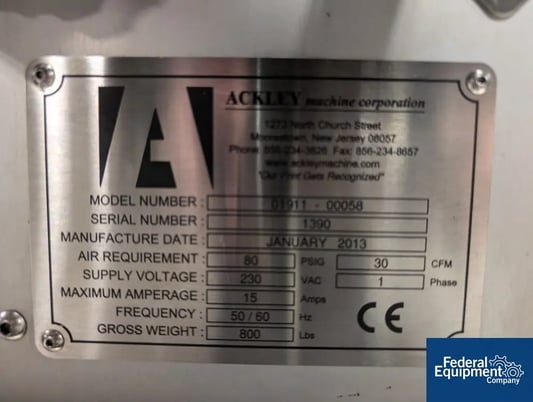 A
ACKLEY machine corporation
1273 North Church Street
Moorestown, New Jersey 08057
Phone: 856-234-3626 Fax: 856-234-8657
www.ackleymachine.com
"Our Print Gets Recognized"
MODEL NUMBER : 01911 - 00058
SERIAL NUMBER : 1390
MANUFACTURE DATE : JANUARY 2013
AIR REQUIREMENT : 80 PSIG 30 CFM
SUPPLY VOLTAGE : 230 VAC 1 Phase
MAXIMUM AMPERAGE : 15 Amps
FREQUENCY : 50 / 60 Hz
GROSS WEIGHT : 800 Lbs
CE
Federal
Equipment
Company